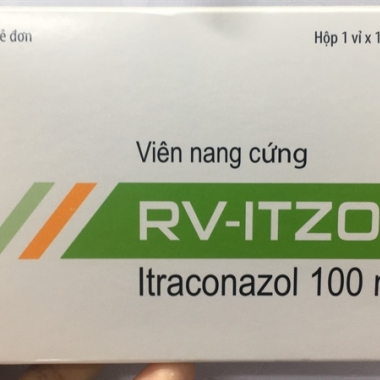 ê đơn
Hộp 1 vỉ x 1
Viên nang cứng
RV-ITZO
Itraconazol 100